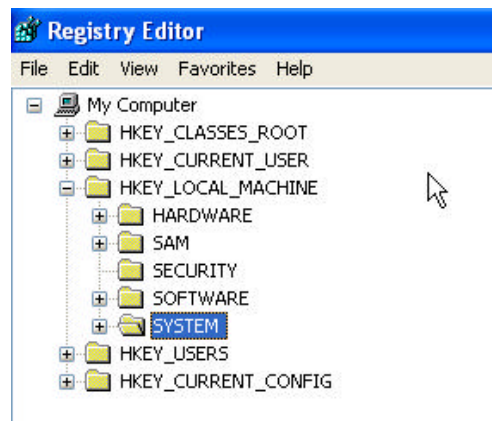 Registry Editor
File Edit View Favorites Help
My Computer
HKEY_CLASSES_ROOT
HKEY_CURRENT_USER
HKEY_LOCAL_MACHINE
HARDWARE
SAM
SECURITY
SOFTWARE
SYSTEM
HKEY_USERS
HKEY_CURRENT_CONFIG